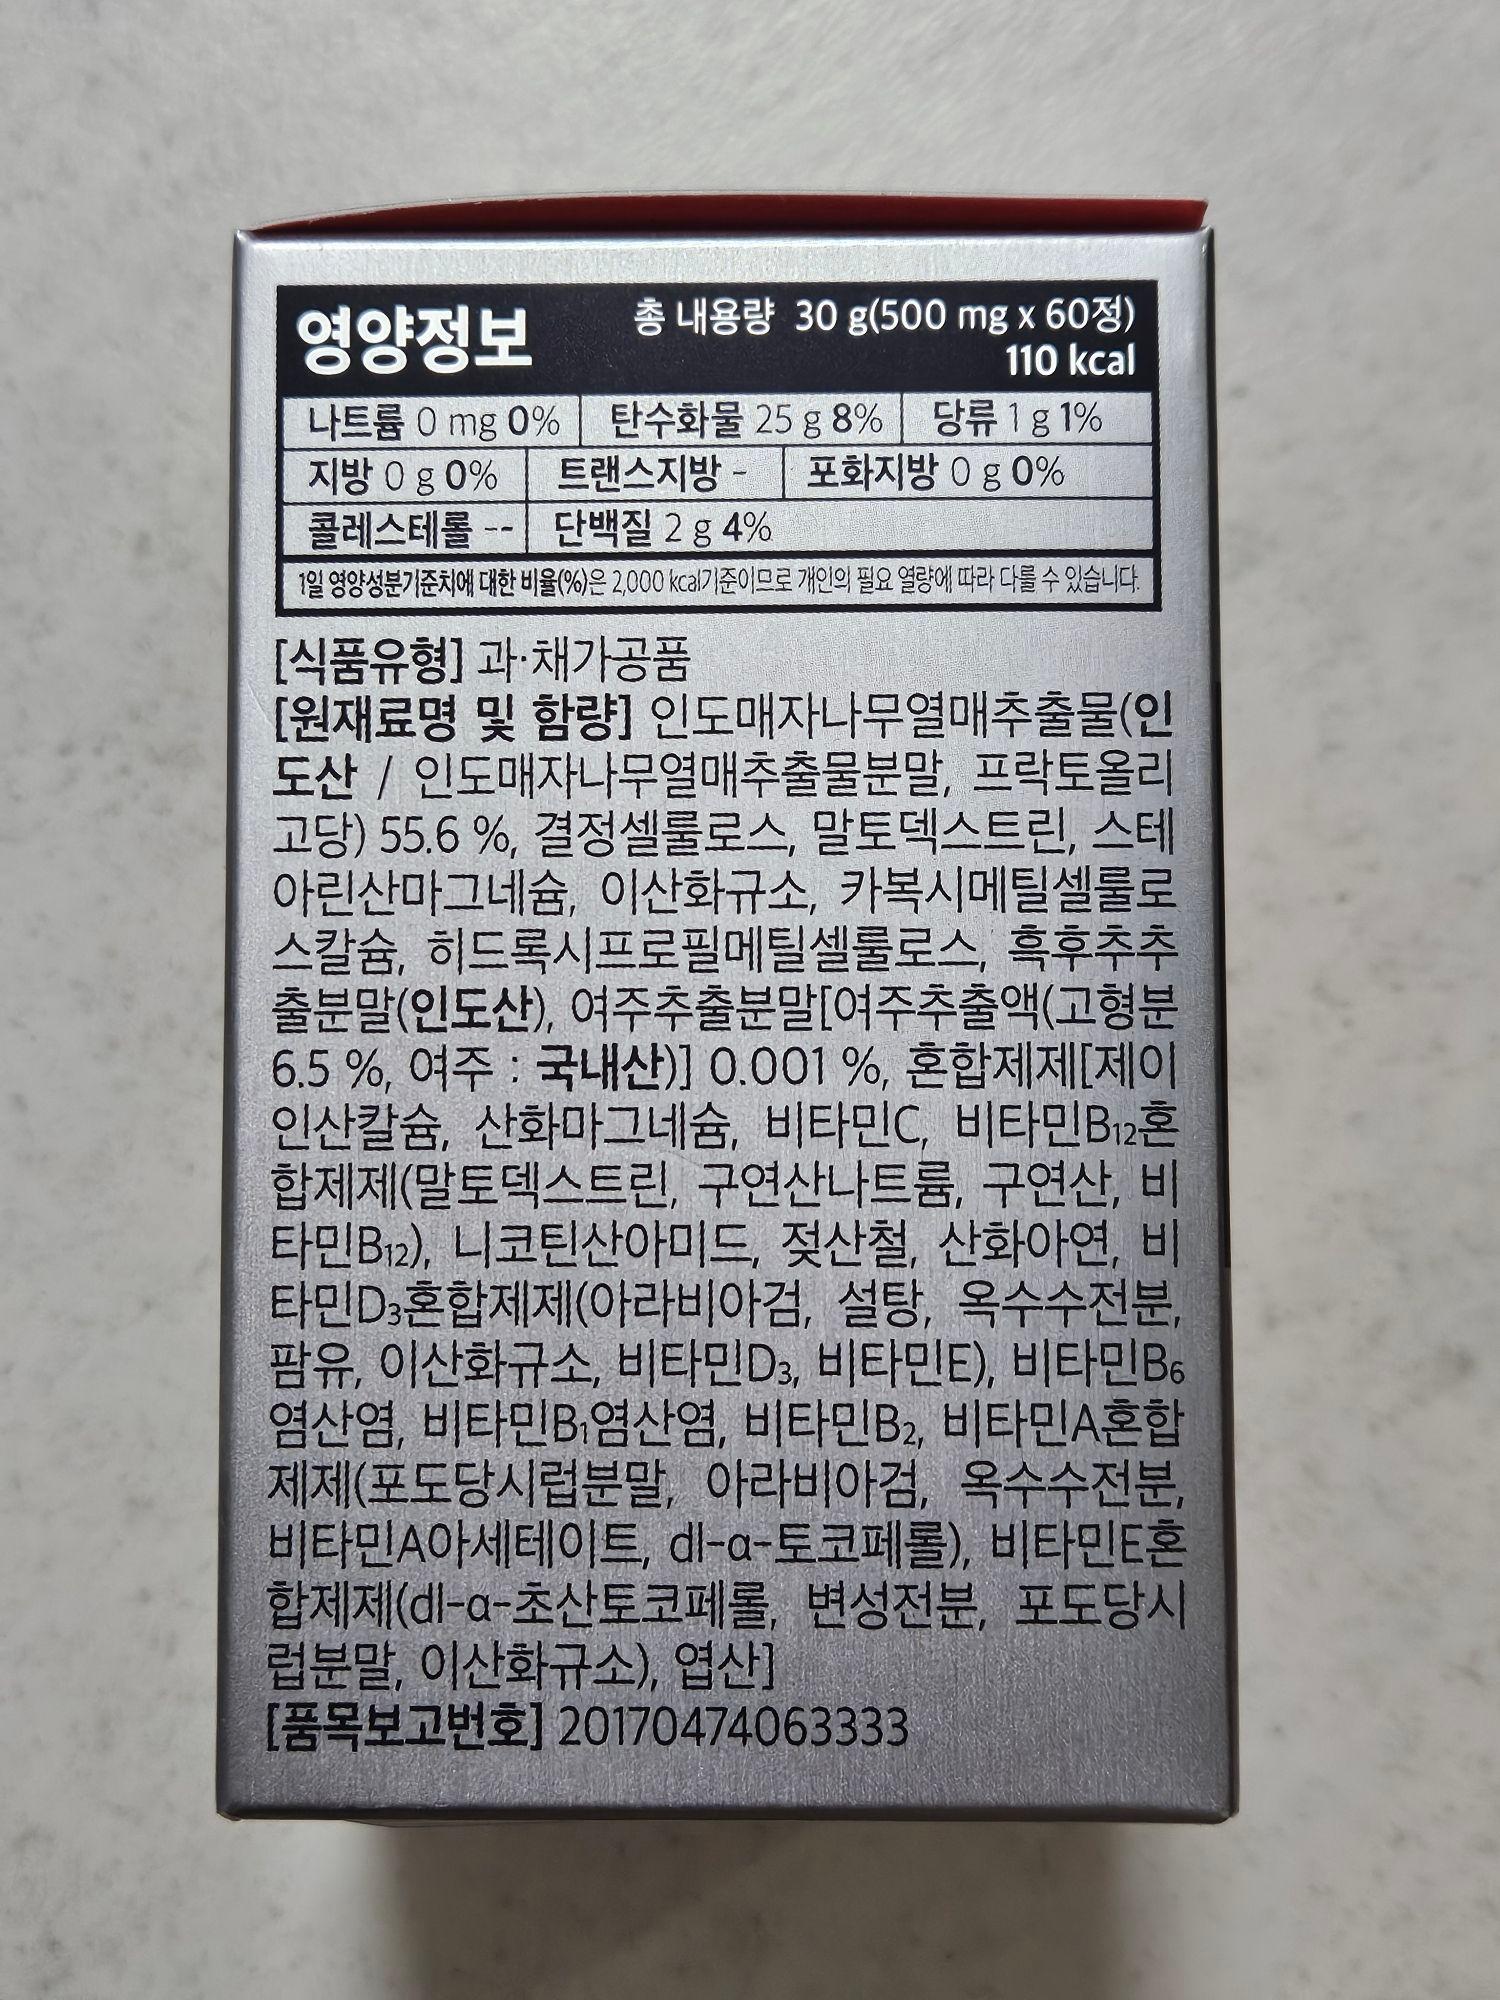 영양정보 총 내용량 30 g(500 mg x 60정)
110 kcal
나트륨 0 mg 0% 탄수화물 25 g 8% 당류 1 g 1%
지방 0 g 0% 트랜스지방 - 포화지방 0 g 0%
콜레스테롤 -- 단백질 2 g 4%
1일 영양성분기준치에 대한 비율(%)은 2,000 kcal기준이므로 개인의 필요 열량에 따라 다를 수 있습니다.
[식품유형] 과·채가공품
[원재료명 및 함량] 인도매자나무열매추출물(인
도산 / 인도매자나무열매추출물분말, 프락토올리
고당) 55.6 %, 결정셀룰로스, 말토덱스트린, 스테
아린산마그네슘, 이산화규소, 카복시메틸셀룰로
스칼슘, 히드록시프로필메틸셀룰로스, 흑후추추
출분말(인도산), 여주추출분말[여주추출액(고형분
6.5 %, 여주 : 국내산)] 0.001 %, 혼합제제[제이
인산칼슘, 산화마그네슘, 비타민C, 비타민B₁₂혼
합제제(말토덱스트린, 구연산나트륨, 구연산, 비
타민B₁₂), 니코틴산아미드, 젖산철, 산화아연, 비
타민D₃혼합제제(아라비아검, 설탕, 옥수수전분,
팜유, 이산화규소, 비타민D₃, 비타민E), 비타민B₆
염산염, 비타민B₁염산염, 비타민B₂, 비타민A혼합
제제(포도당시럽분말, 아라비아검, 옥수수전분,
비타민A아세테이트, dl-α-토코페롤), 비타민E혼
합제제(dl-α-초산토코페롤, 변성전분, 포도당시
럽분말, 이산화규소), 엽산]
[품목보고번호] 20170474063333